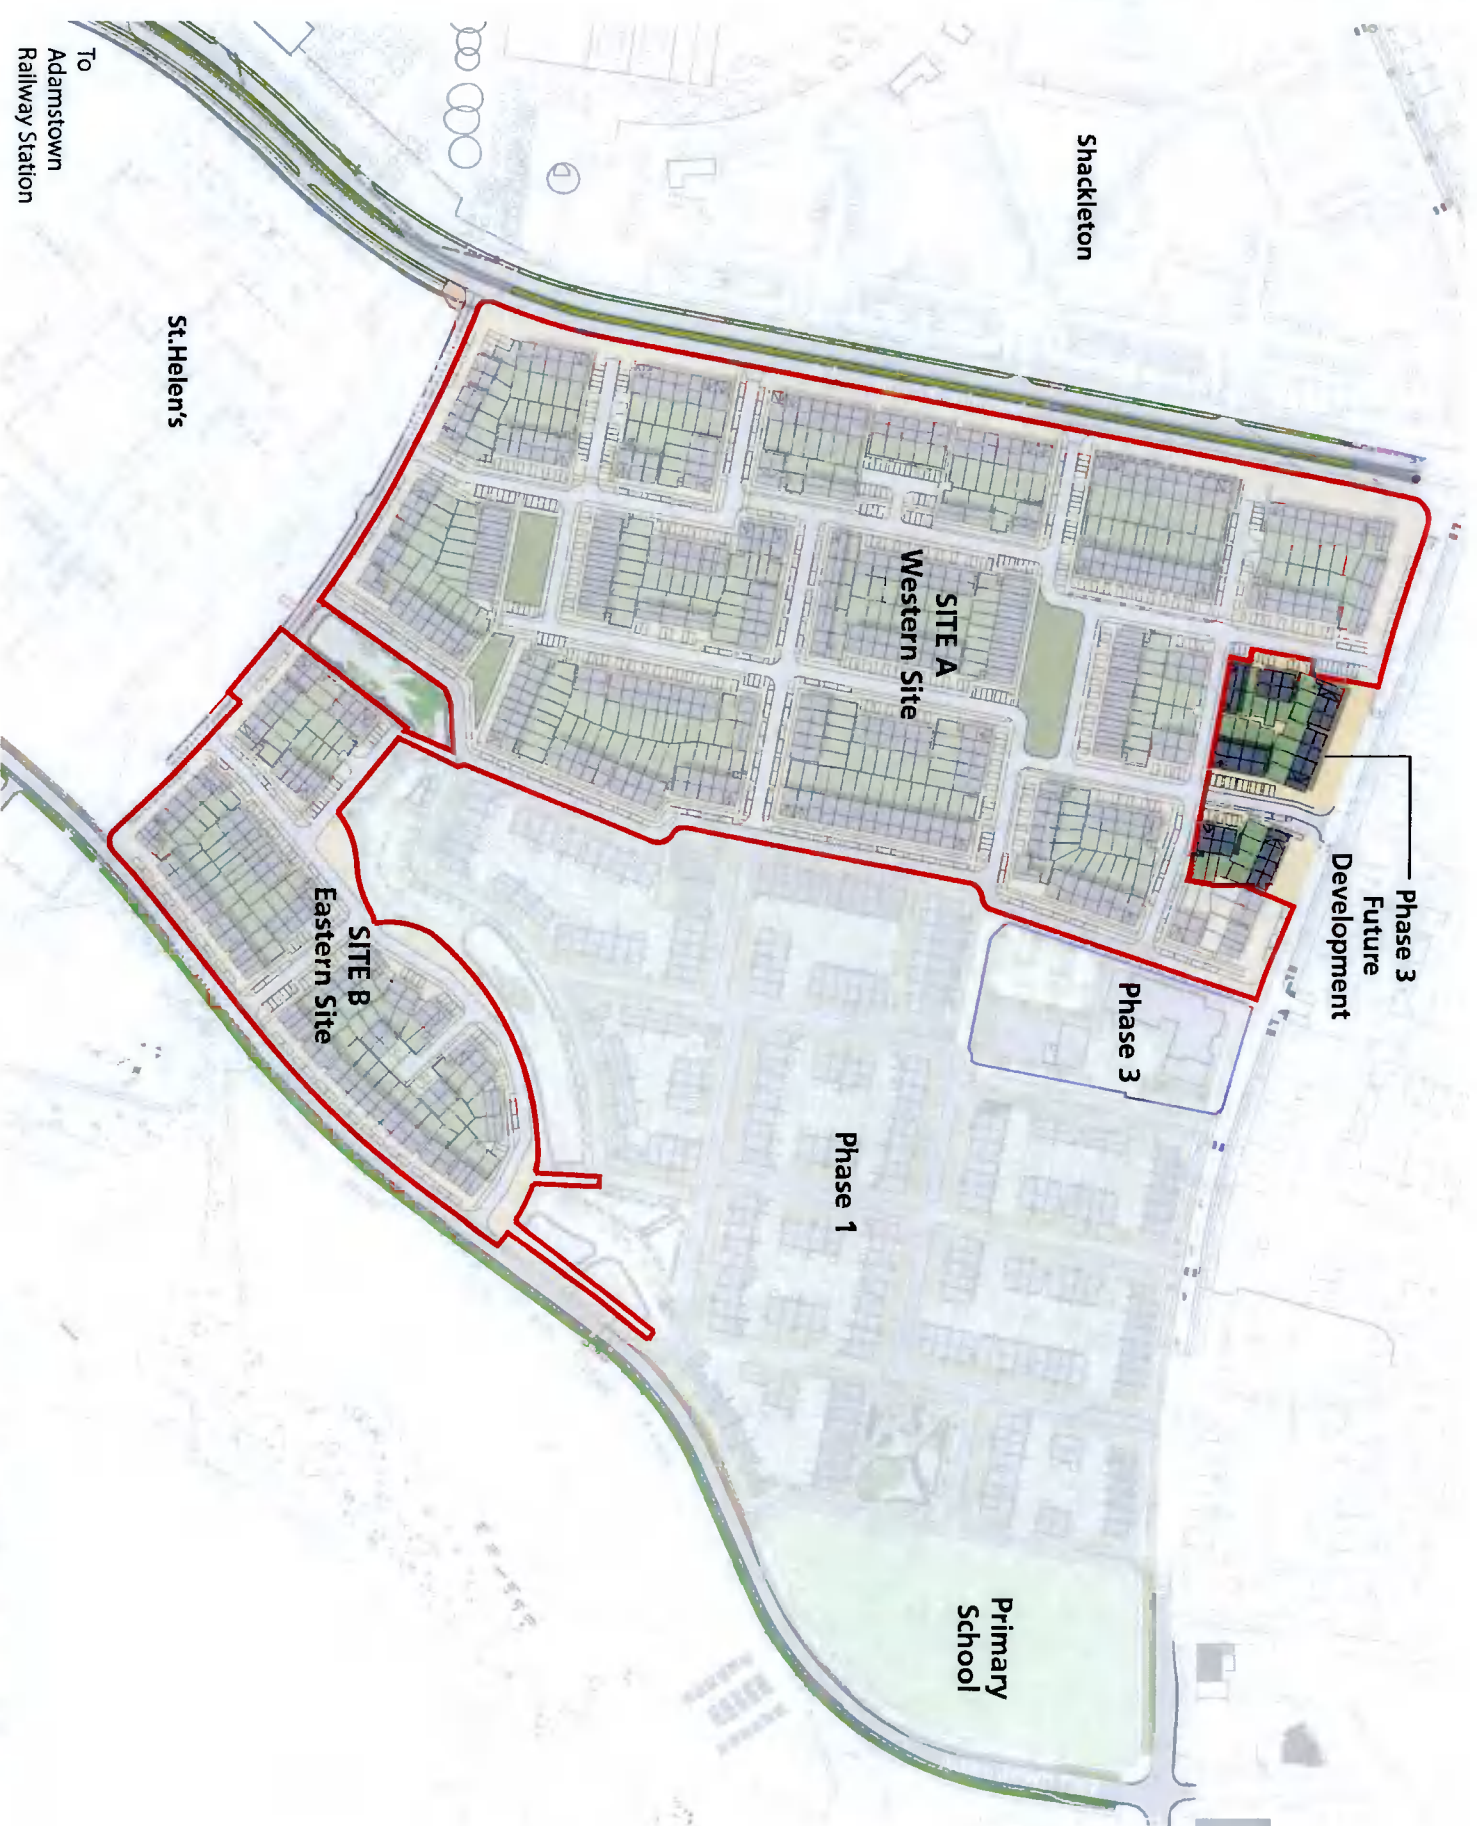 Phase 3
Future
Development
Phase 3
Shackleton
SITE A
Western Site
Phase 1
Primary
School
SITE B
Eastern Site
St.Helen's
To
Adamstown
Railway Station